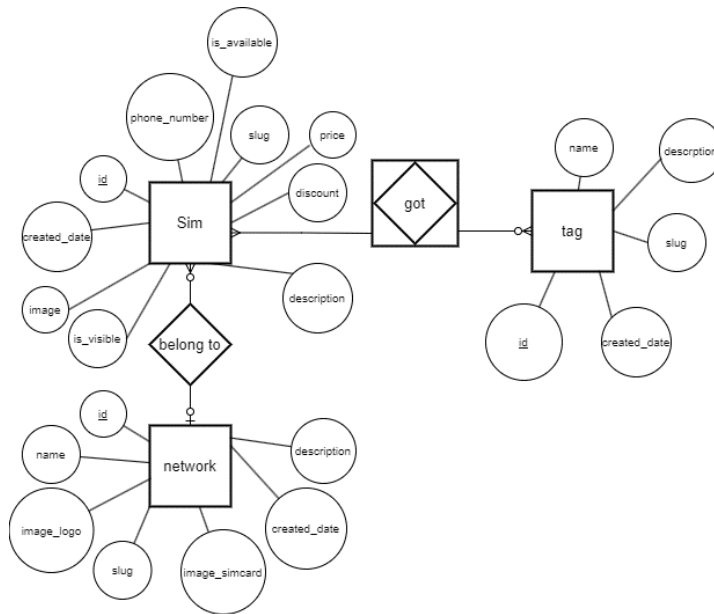 is_available
phone_number
slug
price
id
discount
Sim
created_date
image
is_visible
description
got
name
descrption
tag
slug
id
created_date
belong to
id
name
network
description
image_logo
created_date
slug
image_simcard